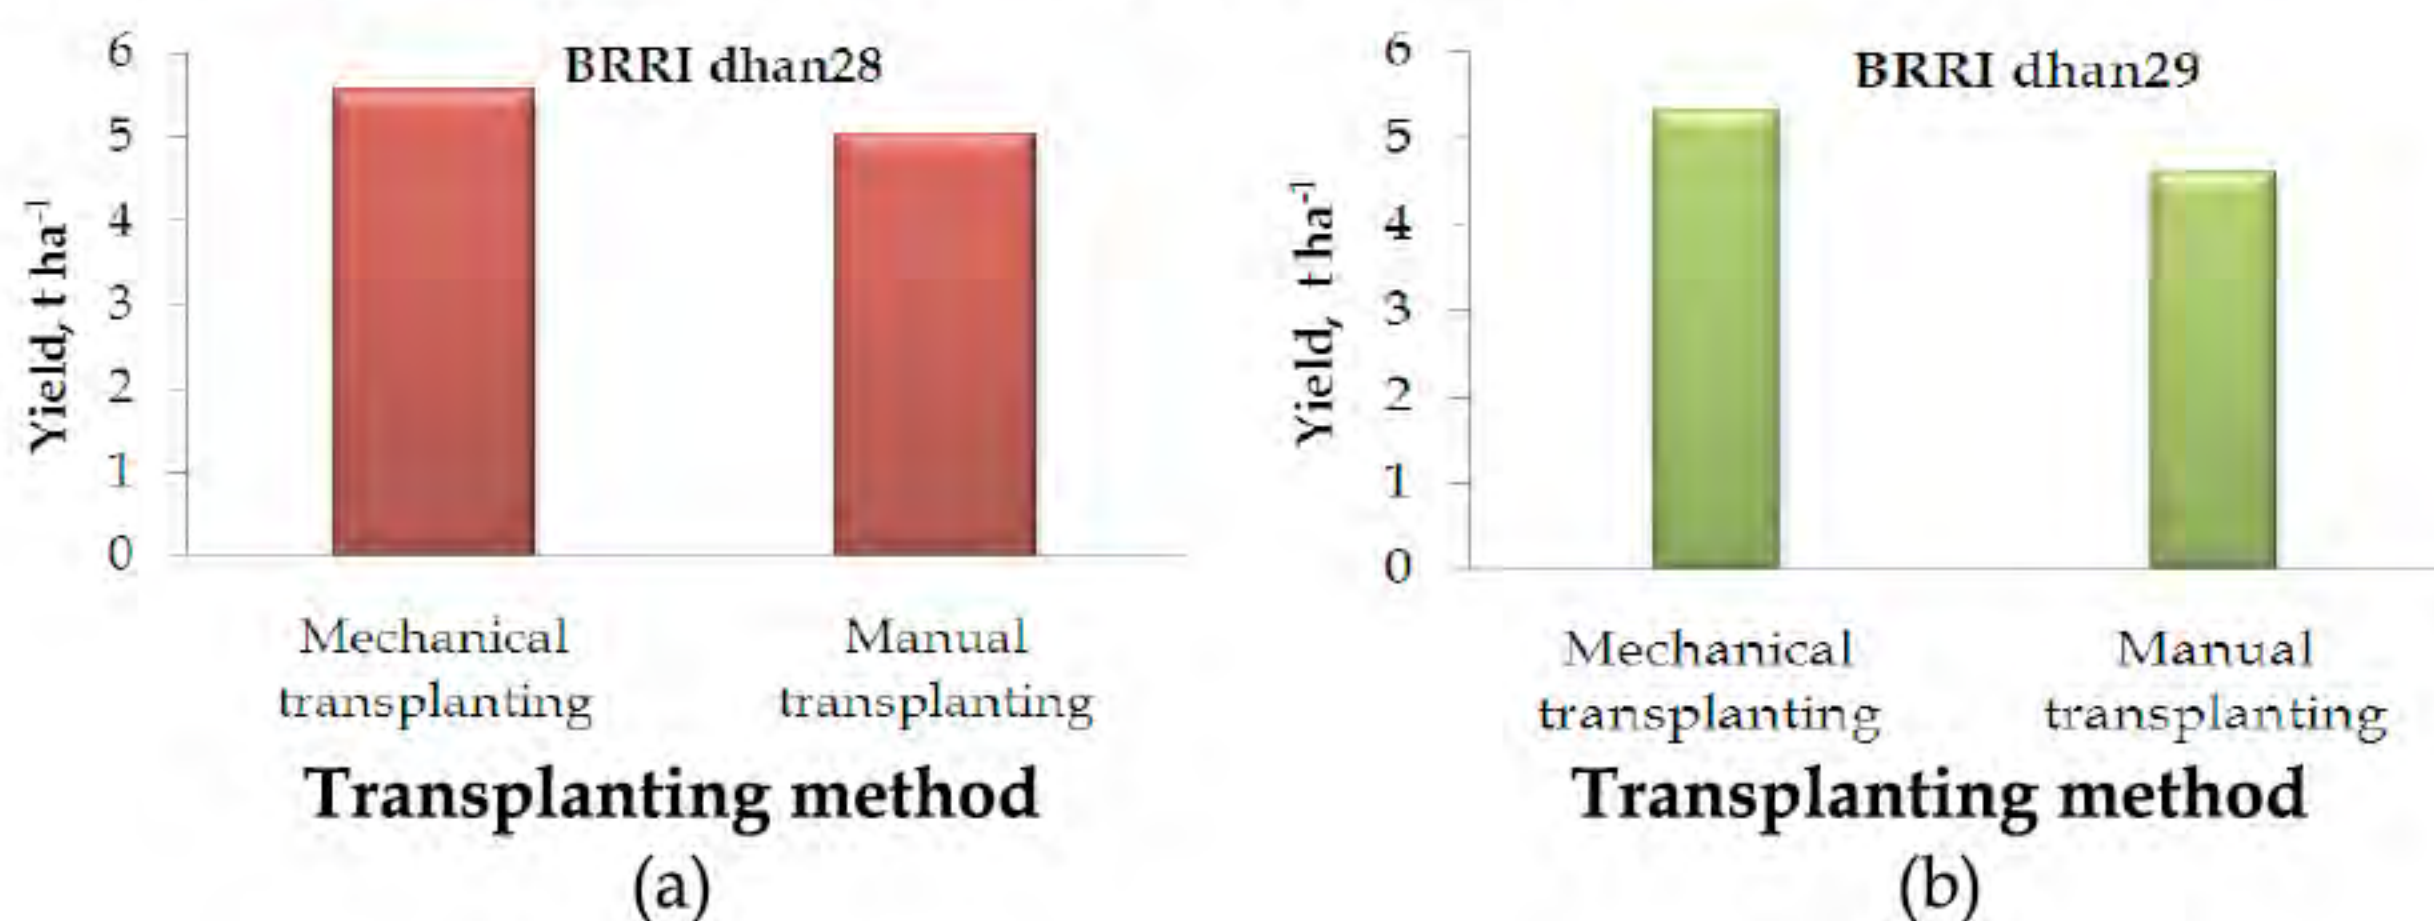 BRRI dhan28
6
5
4
3
2
1
0
Yield, t ha⁻¹
Mechanical
transplanting
Manual
transplanting
Transplanting method
(a)
BRRI dhan29
6
5
4
3
2
1
0
Yield, t ha⁻¹
Mechanical
transplanting
Manual
transplanting
Transplanting method
(b)